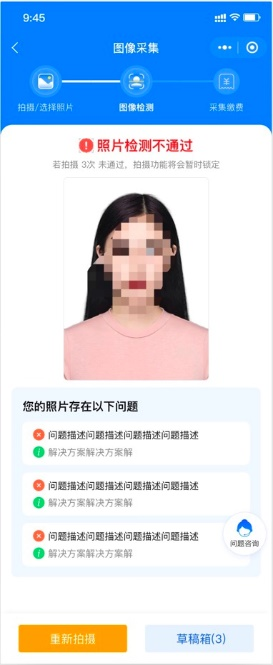 9:45
图像采集
拍摄/选择照片
图像检测
采集缴费
照片检测不通过
若拍摄 3次 未通过，拍摄功能将会暂时锁定
您的照片存在以下问题
问题描述问题描述问题描述问题描述
解决方案解决方案解
问题描述问题描述问题描述问题描述
解决方案解决方案解
问题描述问题描述问题描述问题描述
解决方案解决方案解
问题咨询
重新拍摄
草稿箱(3)